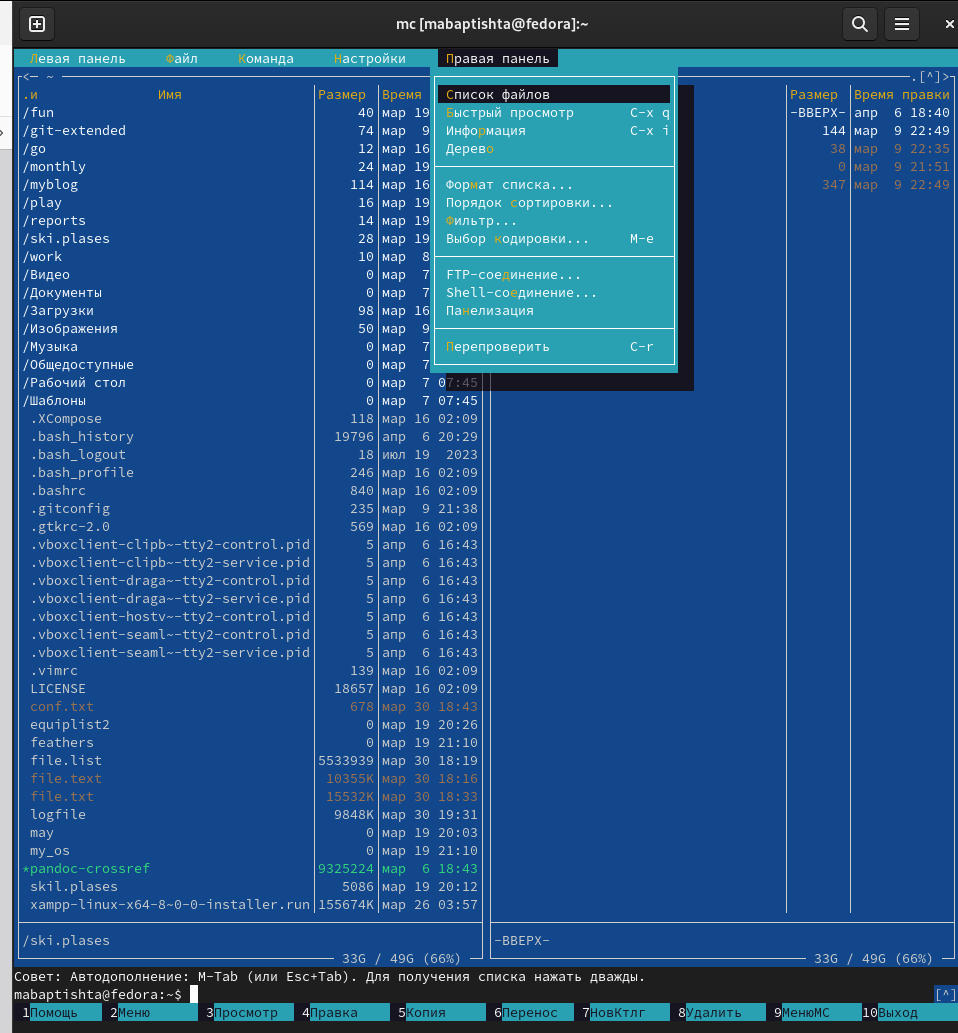 mc [mabaptishta@fedora]:~
Левая панель Файл Команда Настройки Правая панель
<— ~ .[^]>
.и Имя Размер Время Размер Время правки
/fun 40 мар 19 -ВВЕРХ- апр 6 18:40
/git-extended 74 мар 9 144 мар 9 22:49
/go 12 мар 16 38 мар 9 22:35
/monthly 24 мар 19 0 мар 9 21:51
/myblog 114 мар 16 347 мар 9 22:49
/play 16 мар 19
/reports 14 мар 19
/ski.plases 28 мар 19
/work 10 мар 8
/Видео 0 мар 7
/Документы 0 мар 7
/Загрузки 98 мар 16
/Изображения 50 мар 9
/Музыка 0 мар 7
/Общедоступные 0 мар 7
/Рабочий стол 0 мар 7 07:45
/Шаблоны 0 мар 7 07:45
.XCompose 118 мар 16 02:09
.bash_history 19796 апр 6 20:29
.bash_logout 18 июл 19 2023
.bash_profile 246 мар 16 02:09
.bashrc 840 мар 16 02:09
.gitconfig 235 мар 9 21:38
.gtkrc-2.0 569 мар 16 02:09
.vboxclient-clipb~-tty2-control.pid 5 апр 6 16:43
.vboxclient-clipb~-tty2-service.pid 5 апр 6 16:43
.vboxclient-draga~-tty2-control.pid 5 апр 6 16:43
.vboxclient-draga~-tty2-service.pid 5 апр 6 16:43
.vboxclient-hostv~-tty2-control.pid 5 апр 6 16:43
.vboxclient-seaml~-tty2-control.pid 5 апр 6 16:43
.vboxclient-seaml~-tty2-service.pid 5 апр 6 16:43
.vimrc 139 мар 16 02:09
LICENSE 18657 мар 16 02:09
conf.txt 678 мар 30 18:43
equiplist2 0 мар 19 20:26
feathers 0 мар 19 21:10
file.list 5533939 мар 30 18:19
file.text 10355K мар 30 18:16
file.txt 15532K мар 30 18:33
logfile 9848K мар 30 19:31
may 0 мар 19 20:03
my_os 0 мар 19 21:10
*pandoc-crossref 9325224 мар 6 18:43
skil.plases 5086 мар 19 20:12
xampp-linux-x64-8~0-0-installer.run 155674K мар 26 03:57
/ski.plases
33G / 49G (66%)
Список файлов
Быстрый просмотр C-x q
Информация C-x i
Дерево
Формат списка...
Порядок сортировки...
Фильтр...
Выбор кодировки... M-e
FTP-соединение...
Shell-соединение...
Панелизация
Перепроверить C-r
-ВВЕРХ-
33G / 49G (66%)
Совет: Автодополнение: M-Tab (или Esc+Tab). Для получения списка нажать дважды.
mabaptishta@fedora:~$ [^]
1Помощь 2Меню 3Просмотр 4Правка 5Копия 6Перенос 7НовКтлг 8Удалить 9МенюМС 10Выход